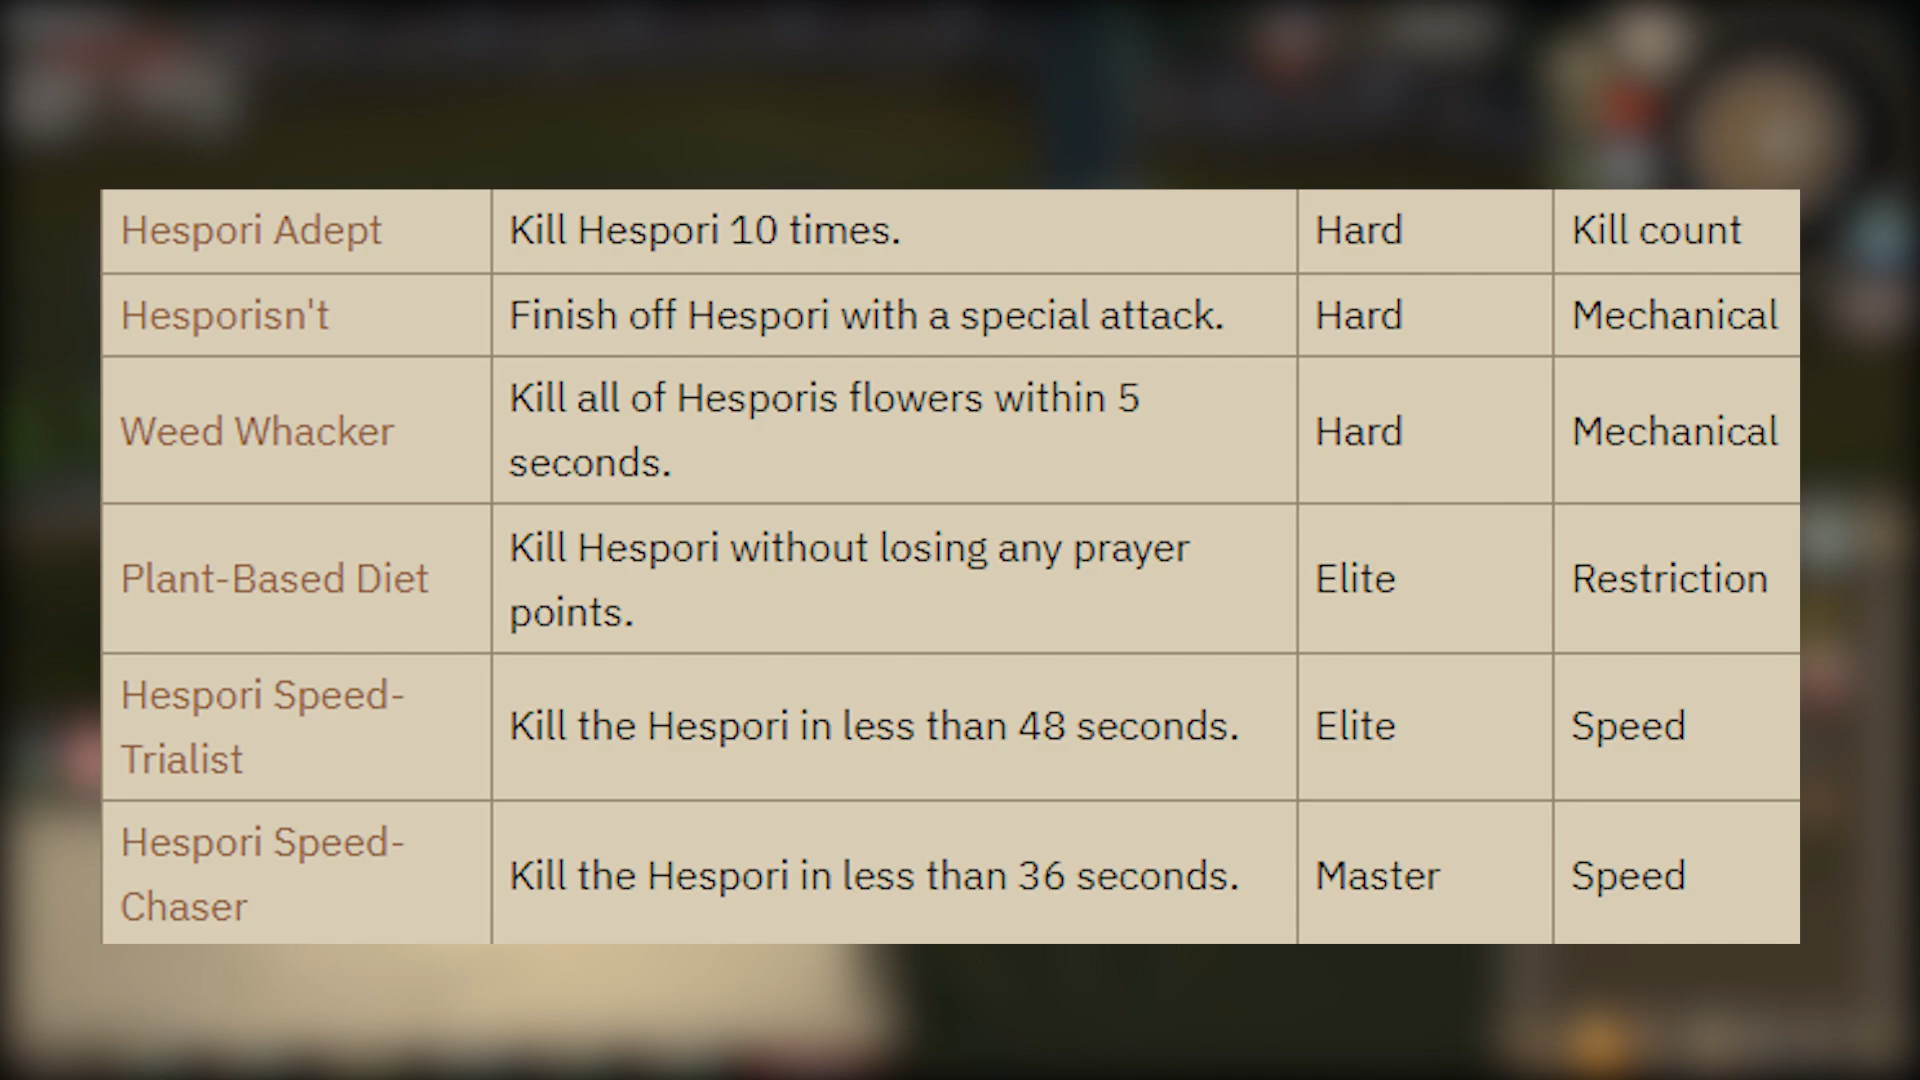 Hespori Adept Kill Hespori 10 times. Hard Kill count
Hesporisn't Finish off Hespori with a special attack. Hard Mechanical
Weed Whacker Kill all of Hesporis flowers within 5
seconds. Hard Mechanical
Plant-Based Diet Kill Hespori without losing any prayer
points. Elite Restriction
Hespori Speed-
Trialist Kill the Hespori in less than 48 seconds. Elite Speed
Hespori Speed-
Chaser Kill the Hespori in less than 36 seconds. Master Speed